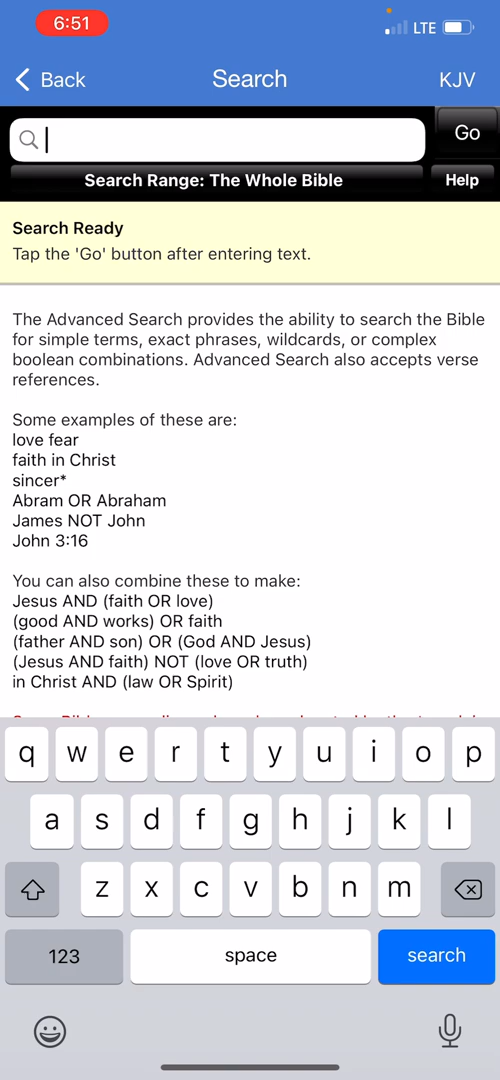 6:51
LTE
Back
Search
KJV
Go
Search Range: The Whole Bible
Help
Search Ready
Tap the 'Go' button after entering text.
The Advanced Search provides the ability to search the Bible
for simple terms, exact phrases, wildcards, or complex
boolean combinations. Advanced Search also accepts verse
references.
Some examples of these are:
love fear
faith in Christ
sincer*
Abram OR Abraham
James NOT John
John 3:16
You can also combine these to make:
Jesus AND (faith OR love)
(good AND works) OR faith
(father AND son) OR (God AND Jesus)
(Jesus AND faith) NOT (love OR truth)
in Christ AND (law OR Spirit)
q w e r t y u i o p
a s d f g h j k l
z x c v b n m
123
space
search